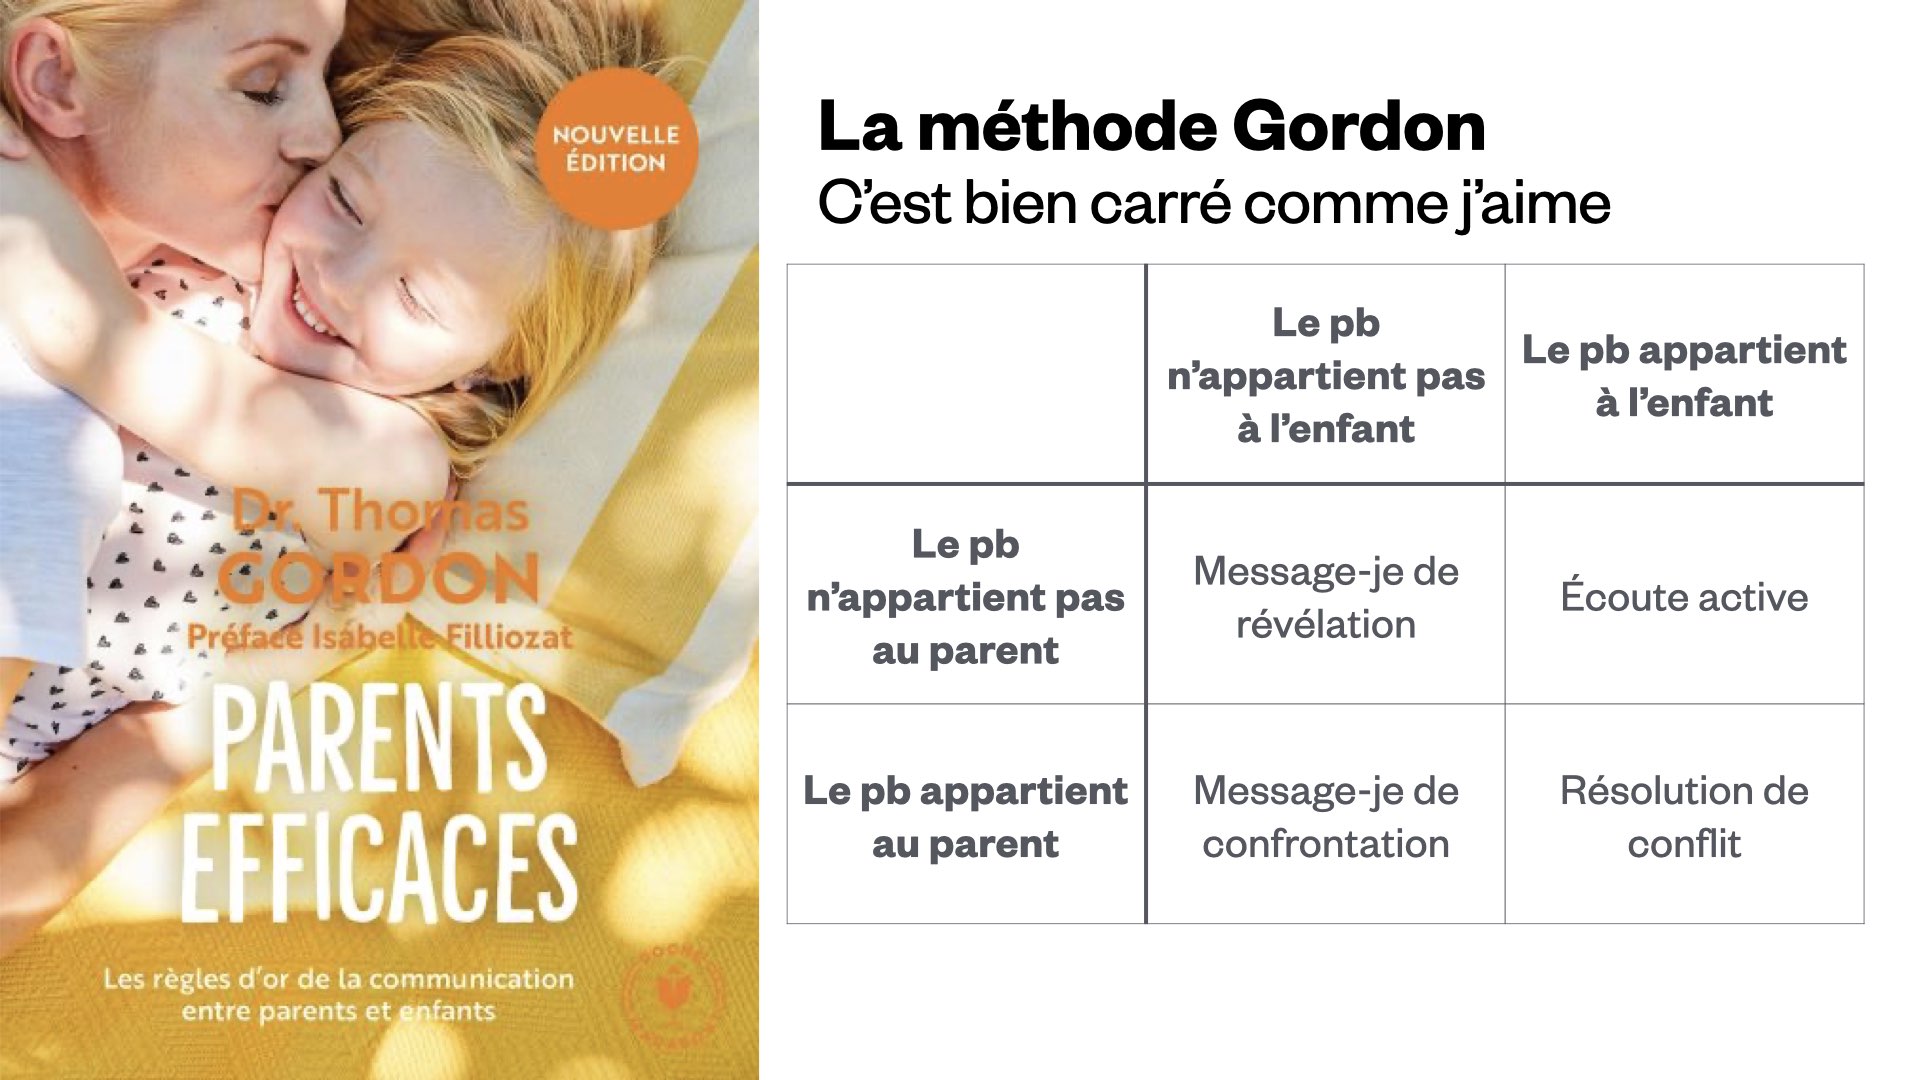 NOUVELLE
ÉDITION
Dr. Thomas
GORDON
Préface Isabelle Filliozat
PARENTS
EFFICACES
Les règles d’or de la communication
entre parents et enfants
La méthode Gordon
C’est bien carré comme j’aime
Le pb
n’appartient pas
à l’enfant
Le pb appartient
à l’enfant
Le pb
n’appartient pas
au parent
Message-je de
révélation
Écoute active
Le pb appartient
au parent
Message-je de
confrontation
Résolution de
conflit